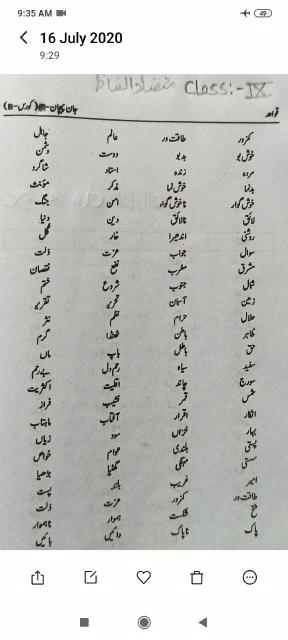 9:35 AM
49
16 July 2020
9:29
متضاد الفاظ Class:- IX
قواعد جان پہچان (کورس-B)
کمزور طاقت ور عالم جاہل
خوش بو بدبو دوست دشمن
مردہ زندہ استاد شاگرد
بدنما خوش نما مذکر مؤنث
خوش گوار ناخوش گوار امن جنگ
لائق نالائق دین دنیا
روشنی اندھیرا خار گل
سوال جواب عزت ذلت
مشرق مغرب نفع نقصان
شمال جنوب شروع ختم
زمین آسمان تحریر تقریر
حلال حرام نظم نثر
ظاہر باطن ٹھنڈا گرم
حق باطل باپ ماں
سفید سیاہ رحم دل بے رحم
سورج چاند اقلیت اکثریت
شمس قمر نشیب فراز
انکار اقرار آفتاب ماہتاب
بہار خزاں سود زیاں
پستی بلندی عوام خواص
سستی مہنگی گھٹیا بڑھیا
امیر غریب بلند پست
طاقت ور کمزور عزت ذلت
فتح شکست ہموار ناہموار
پاک ناپاک دائیں بائیں